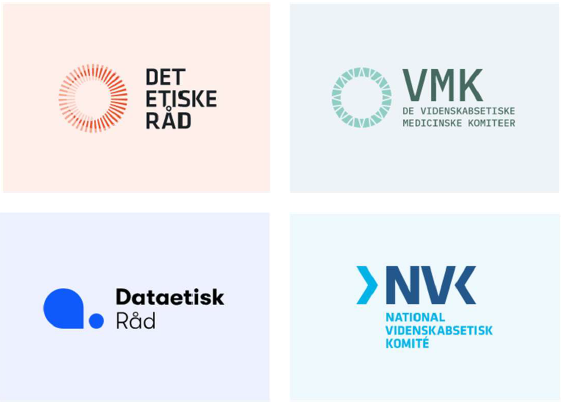 DET
ETISKE
RÅD
VMK
DE VIDENSKABSETISKE
MEDICINSKE KOMITEER
Dataetisk
Råd
NVK
NATIONAL
VIDENSKABSETISK
KOMITÉ